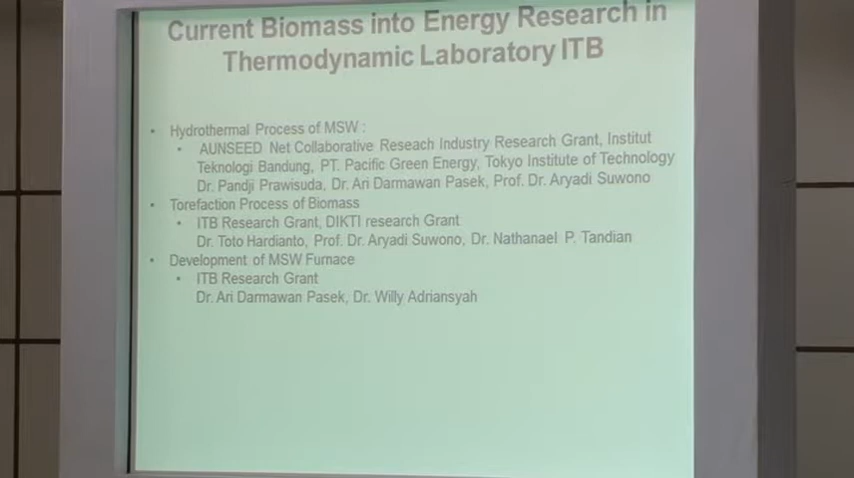 Current Biomass into Energy Research in
Thermodynamic Laboratory ITB
• Hydrothermal Process of MSW :
• AUNSEED Net Collaborative Reseach Industry Research Grant, Institut
Teknologi Bandung, PT. Pacific Green Energy, Tokyo Institute of Technology
Dr. Pandji Prawisuda, Dr. Ari Darmawan Pasek, Prof. Dr. Aryadi Suwono
• Torefaction Process of Biomass
• ITB Research Grant, DIKTI research Grant
Dr. Toto Hardianto, Prof. Dr. Aryadi Suwono, Dr. Nathanael P. Tandian
• Development of MSW Furnace
• ITB Research Grant
Dr. Ari Darmawan Pasek, Dr. Willy Adriansyah